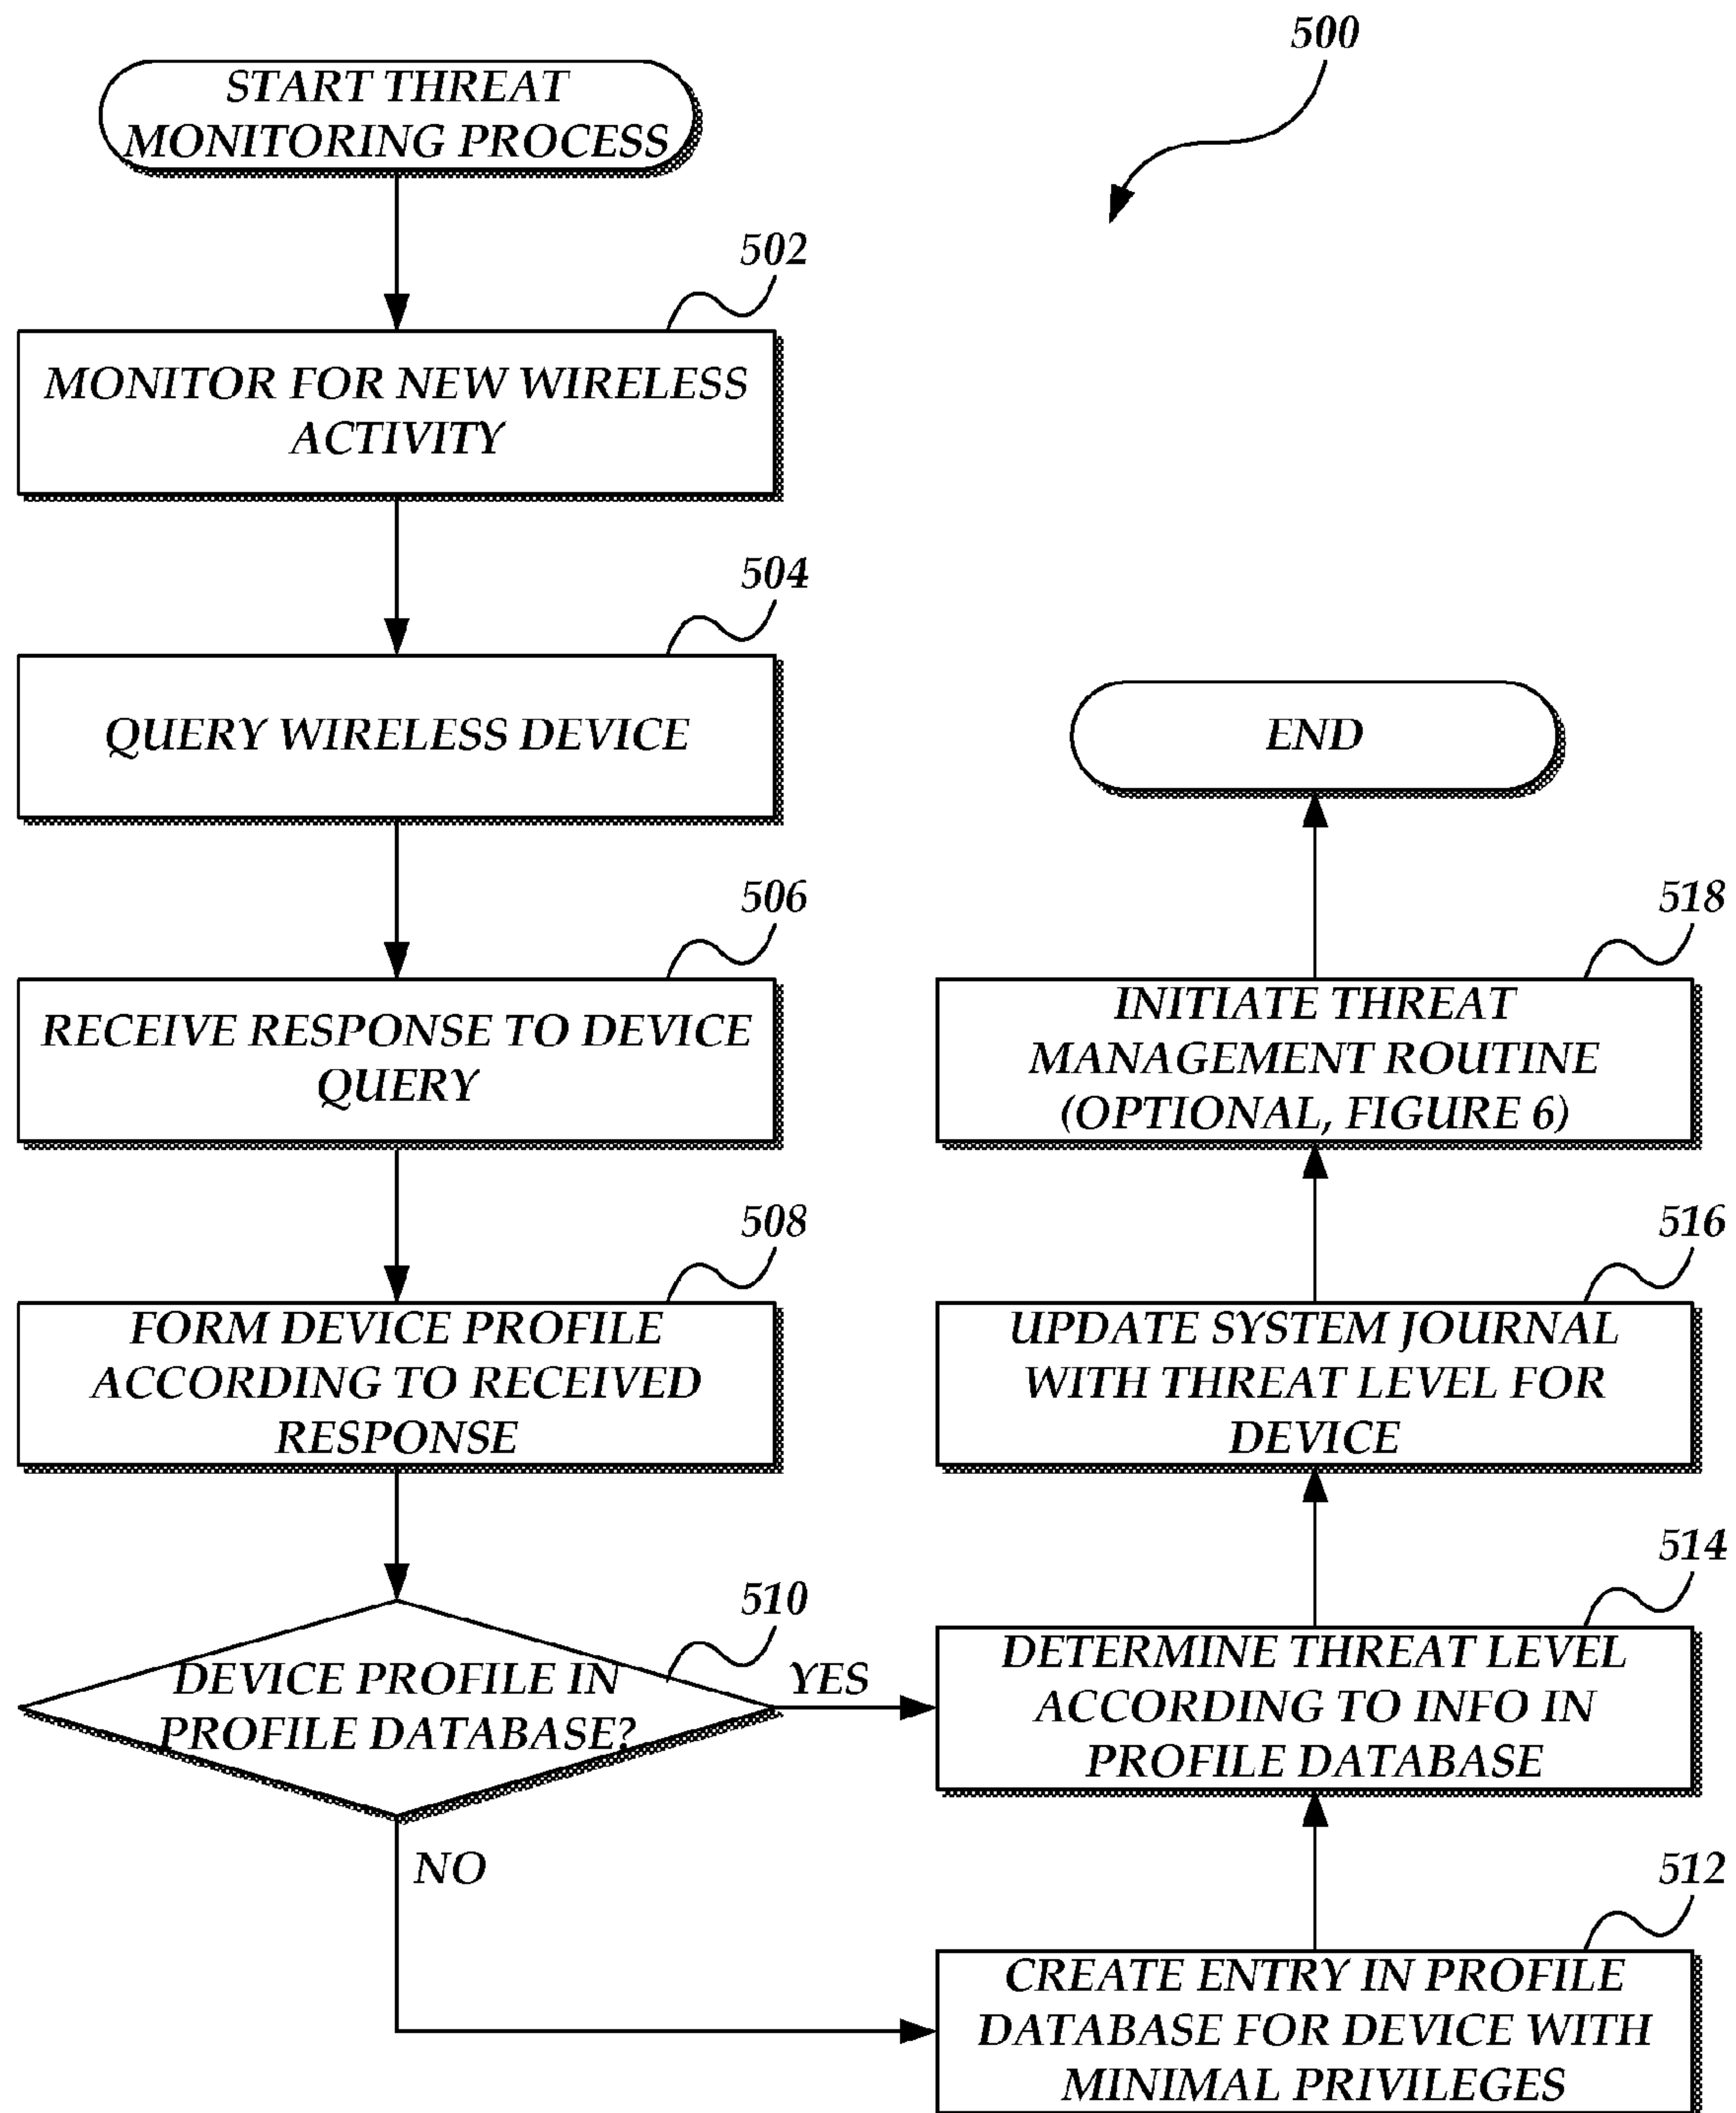 500
START THREAT
MONITORING PROCESS
502
MONITOR FOR NEW WIRELESS
ACTIVITY
504
QUERY WIRELESS DEVICE
506
RECEIVE RESPONSE TO DEVICE
QUERY
508
FORM DEVICE PROFILE
ACCORDING TO RECEIVED
RESPONSE
510
DEVICE PROFILE IN
PROFILE DATABASE?
YES
NO
512
CREATE ENTRY IN PROFILE
DATABASE FOR DEVICE WITH
MINIMAL PRIVILEGES
514
DETERMINE THREAT LEVEL
ACCORDING TO INFO IN
PROFILE DATABASE
516
UPDATE SYSTEM JOURNAL
WITH THREAT LEVEL FOR
DEVICE
518
INITIATE THREAT
MANAGEMENT ROUTINE
(OPTIONAL, FIGURE 6)
END